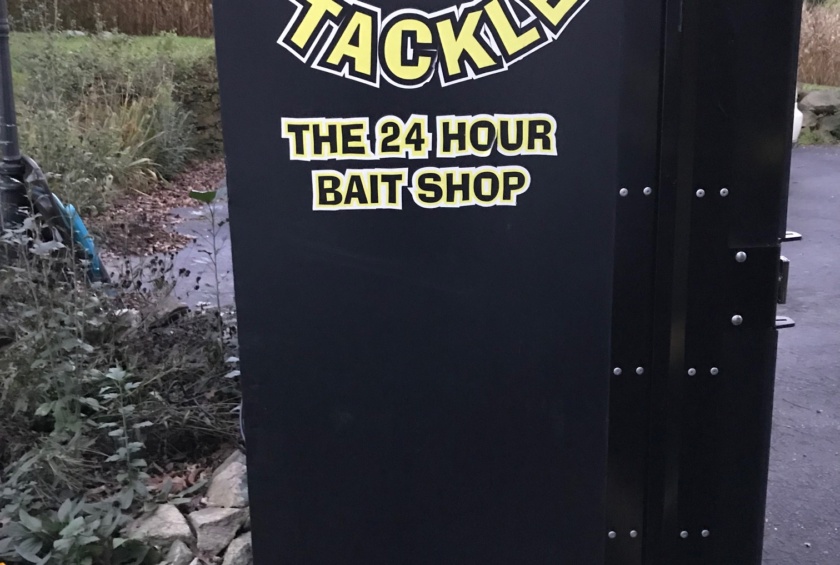 TACKLE
THE 24 HOUR
BAIT SHOP